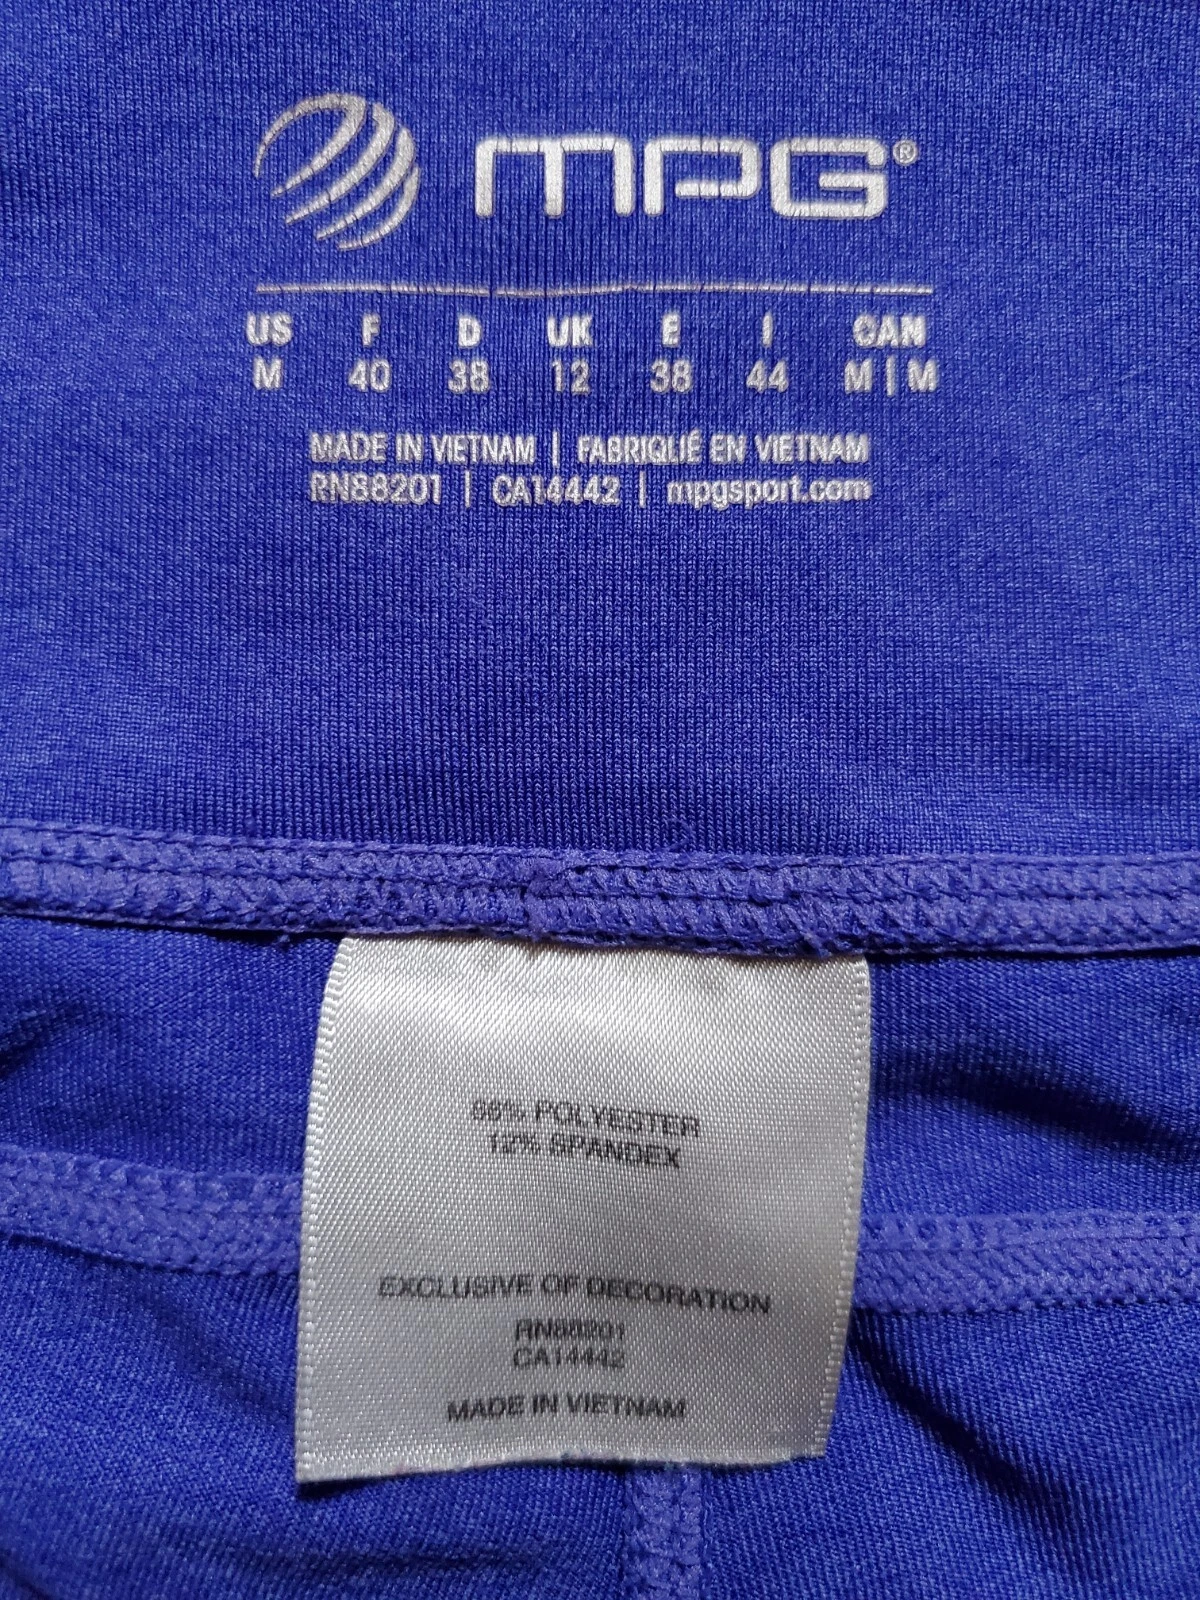 MPG®
US F D UK E I CAN
M 40 38 12 38 44 M | M
MADE IN VIETNAM | FABRIQUÉ EN VIETNAM
RN88201 | CA14442 | mpgsport.com
88% POLYESTER
12% SPANDEX
EXCLUSIVE OF DECORATION
RN88201
CA14442
MADE IN VIETNAM